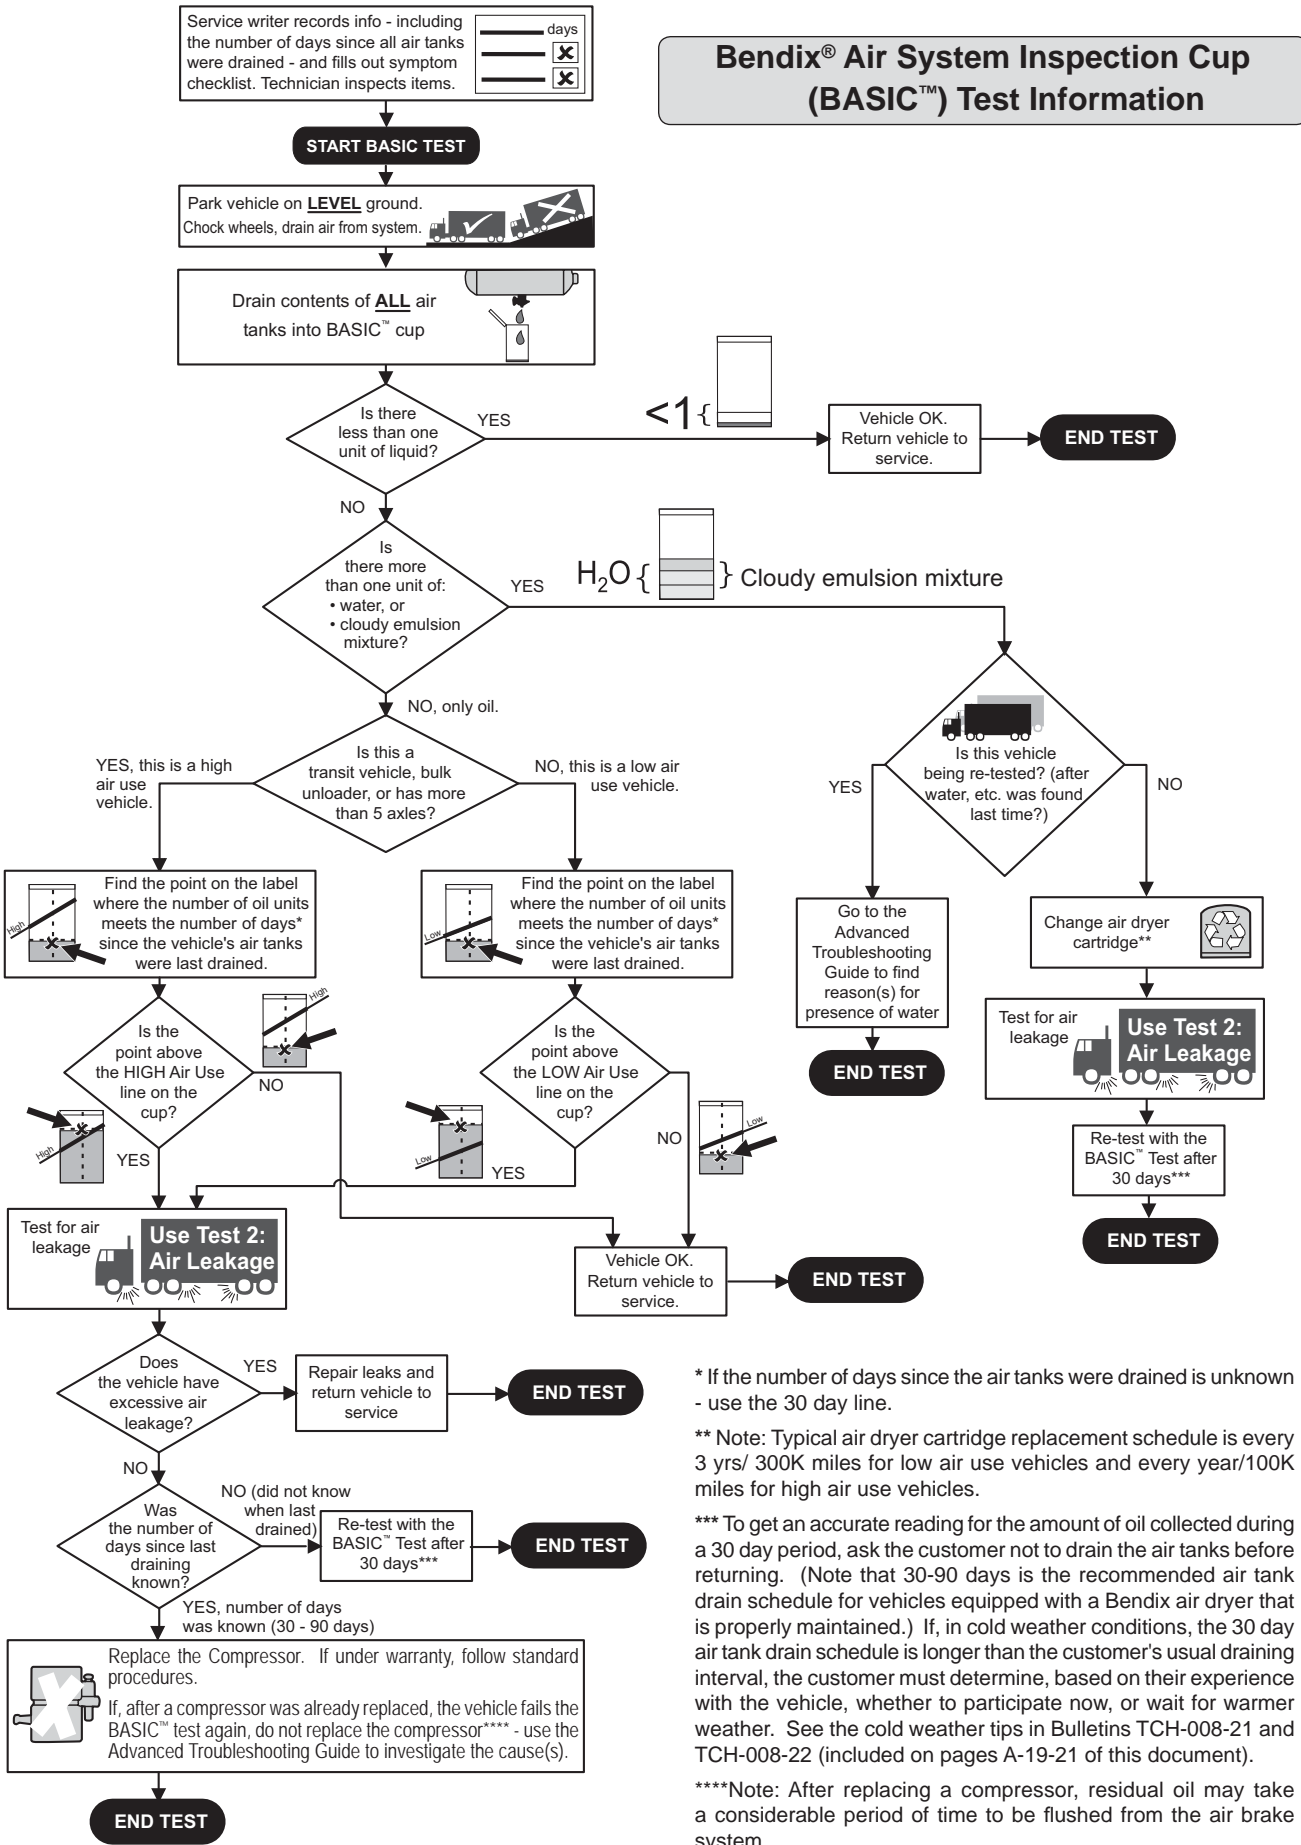 Service writer records info - including
the number of days since all air tanks
were drained - and fills out symptom
checklist. Technician inspects items.
days
Bendix® Air System Inspection Cup
(BASIC™) Test Information
START BASIC TEST
Park vehicle on LEVEL ground.
Chock wheels, drain air from system.
Drain contents of ALL air
tanks into BASIC™ cup
Is there
less than one
unit of liquid?
YES
<1 {
Vehicle OK.
Return vehicle to
service.
END TEST
NO
Is
there more
than one unit of:
• water, or
• cloudy emulsion
mixture?
YES
H₂O { } Cloudy emulsion mixture
NO, only oil.
Is this a
transit vehicle, bulk
unloader, or has more
than 5 axles?
YES, this is a high
air use
vehicle.
NO, this is a low air
use vehicle.
Is this vehicle
being re-tested? (after
water, etc. was found
last time?)
YES
NO
High
Find the point on the label
where the number of oil units
meets the number of days*
since the vehicle's air tanks
were last drained.
Low
Find the point on the label
where the number of oil units
meets the number of days*
since the vehicle's air tanks
were last drained.
Go to the
Advanced
Troubleshooting
Guide to find
reason(s) for
presence of water
END TEST
Change air dryer
cartridge**
Test for air
leakage
Use Test 2:
Air Leakage
Re-test with the
BASIC™ Test after
30 days***
END TEST
Is the
point above
the HIGH Air Use
line on the
cup?
High
NO
High
YES
Is the
point above
the LOW Air Use
line on the
cup?
NO
Low
Low
YES
Test for air
leakage
Use Test 2:
Air Leakage
Vehicle OK.
Return vehicle to
service.
END TEST
Does
the vehicle have
excessive air
leakage?
YES
Repair leaks and
return vehicle to
service
END TEST
NO
Was
the number of
days since last
draining
known?
NO (did not know
when last
drained)
Re-test with the
BASIC™ Test after
30 days***
END TEST
YES, number of days
was known (30 - 90 days)
Replace the Compressor. If under warranty, follow standard
procedures.
If, after a compressor was already replaced, the vehicle fails the
BASIC™ test again, do not replace the compressor**** - use the
Advanced Troubleshooting Guide to investigate the cause(s).
END TEST
* If the number of days since the air tanks were drained is unknown
- use the 30 day line.
** Note: Typical air dryer cartridge replacement schedule is every
3 yrs/ 300K miles for low air use vehicles and every year/100K
miles for high air use vehicles.
*** To get an accurate reading for the amount of oil collected during
a 30 day period, ask the customer not to drain the air tanks before
returning. (Note that 30-90 days is the recommended air tank
drain schedule for vehicles equipped with a Bendix air dryer that
is properly maintained.) If, in cold weather conditions, the 30 day
air tank drain schedule is longer than the customer's usual draining
interval, the customer must determine, based on their experience
with the vehicle, whether to participate now, or wait for warmer
weather. See the cold weather tips in Bulletins TCH-008-21 and
TCH-008-22 (included on pages A-19-21 of this document).
****Note: After replacing a compressor, residual oil may take
a considerable period of time to be flushed from the air brake
system.